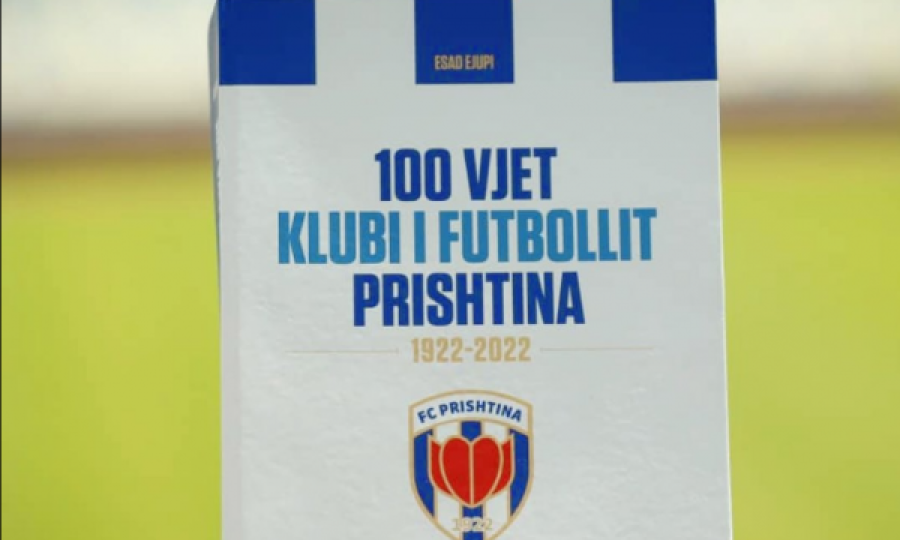 ESAD EJUPI
100 VJET
KLUBI I FUTBOLLIT
PRISHTINA
1922-2022
FC PRISHTINA
1922